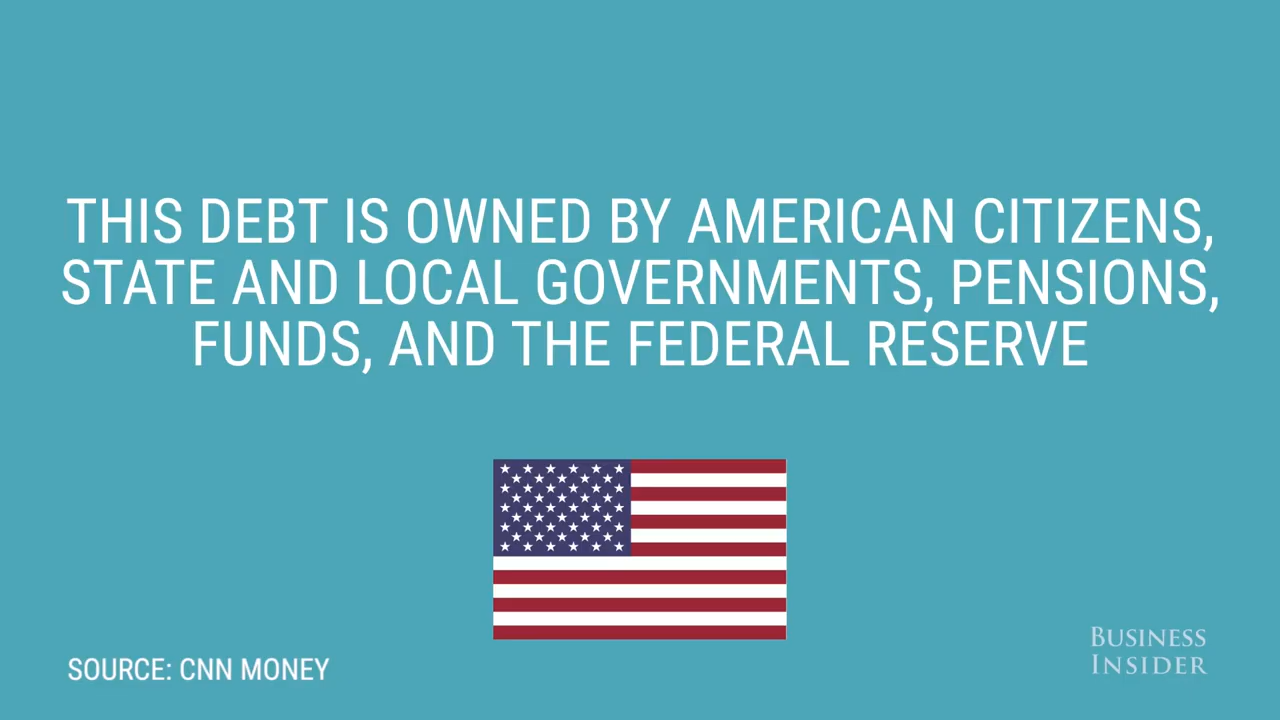 THIS DEBT IS OWNED BY AMERICAN CITIZENS,
STATE AND LOCAL GOVERNMENTS, PENSIONS,
FUNDS, AND THE FEDERAL RESERVE
SOURCE: CNN MONEY
BUSINESS
INSIDER